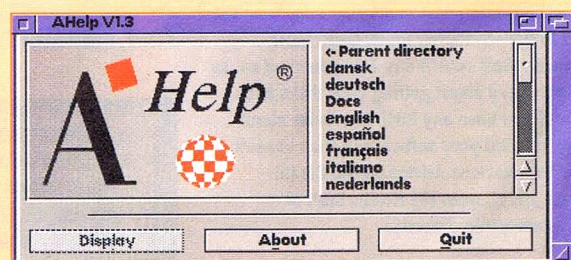 AHelp V1.3
A Help ®
<- Parent directory
dansk
deutsch
Docs
english
español
français
italiano
nederlands
Display
About
Quit